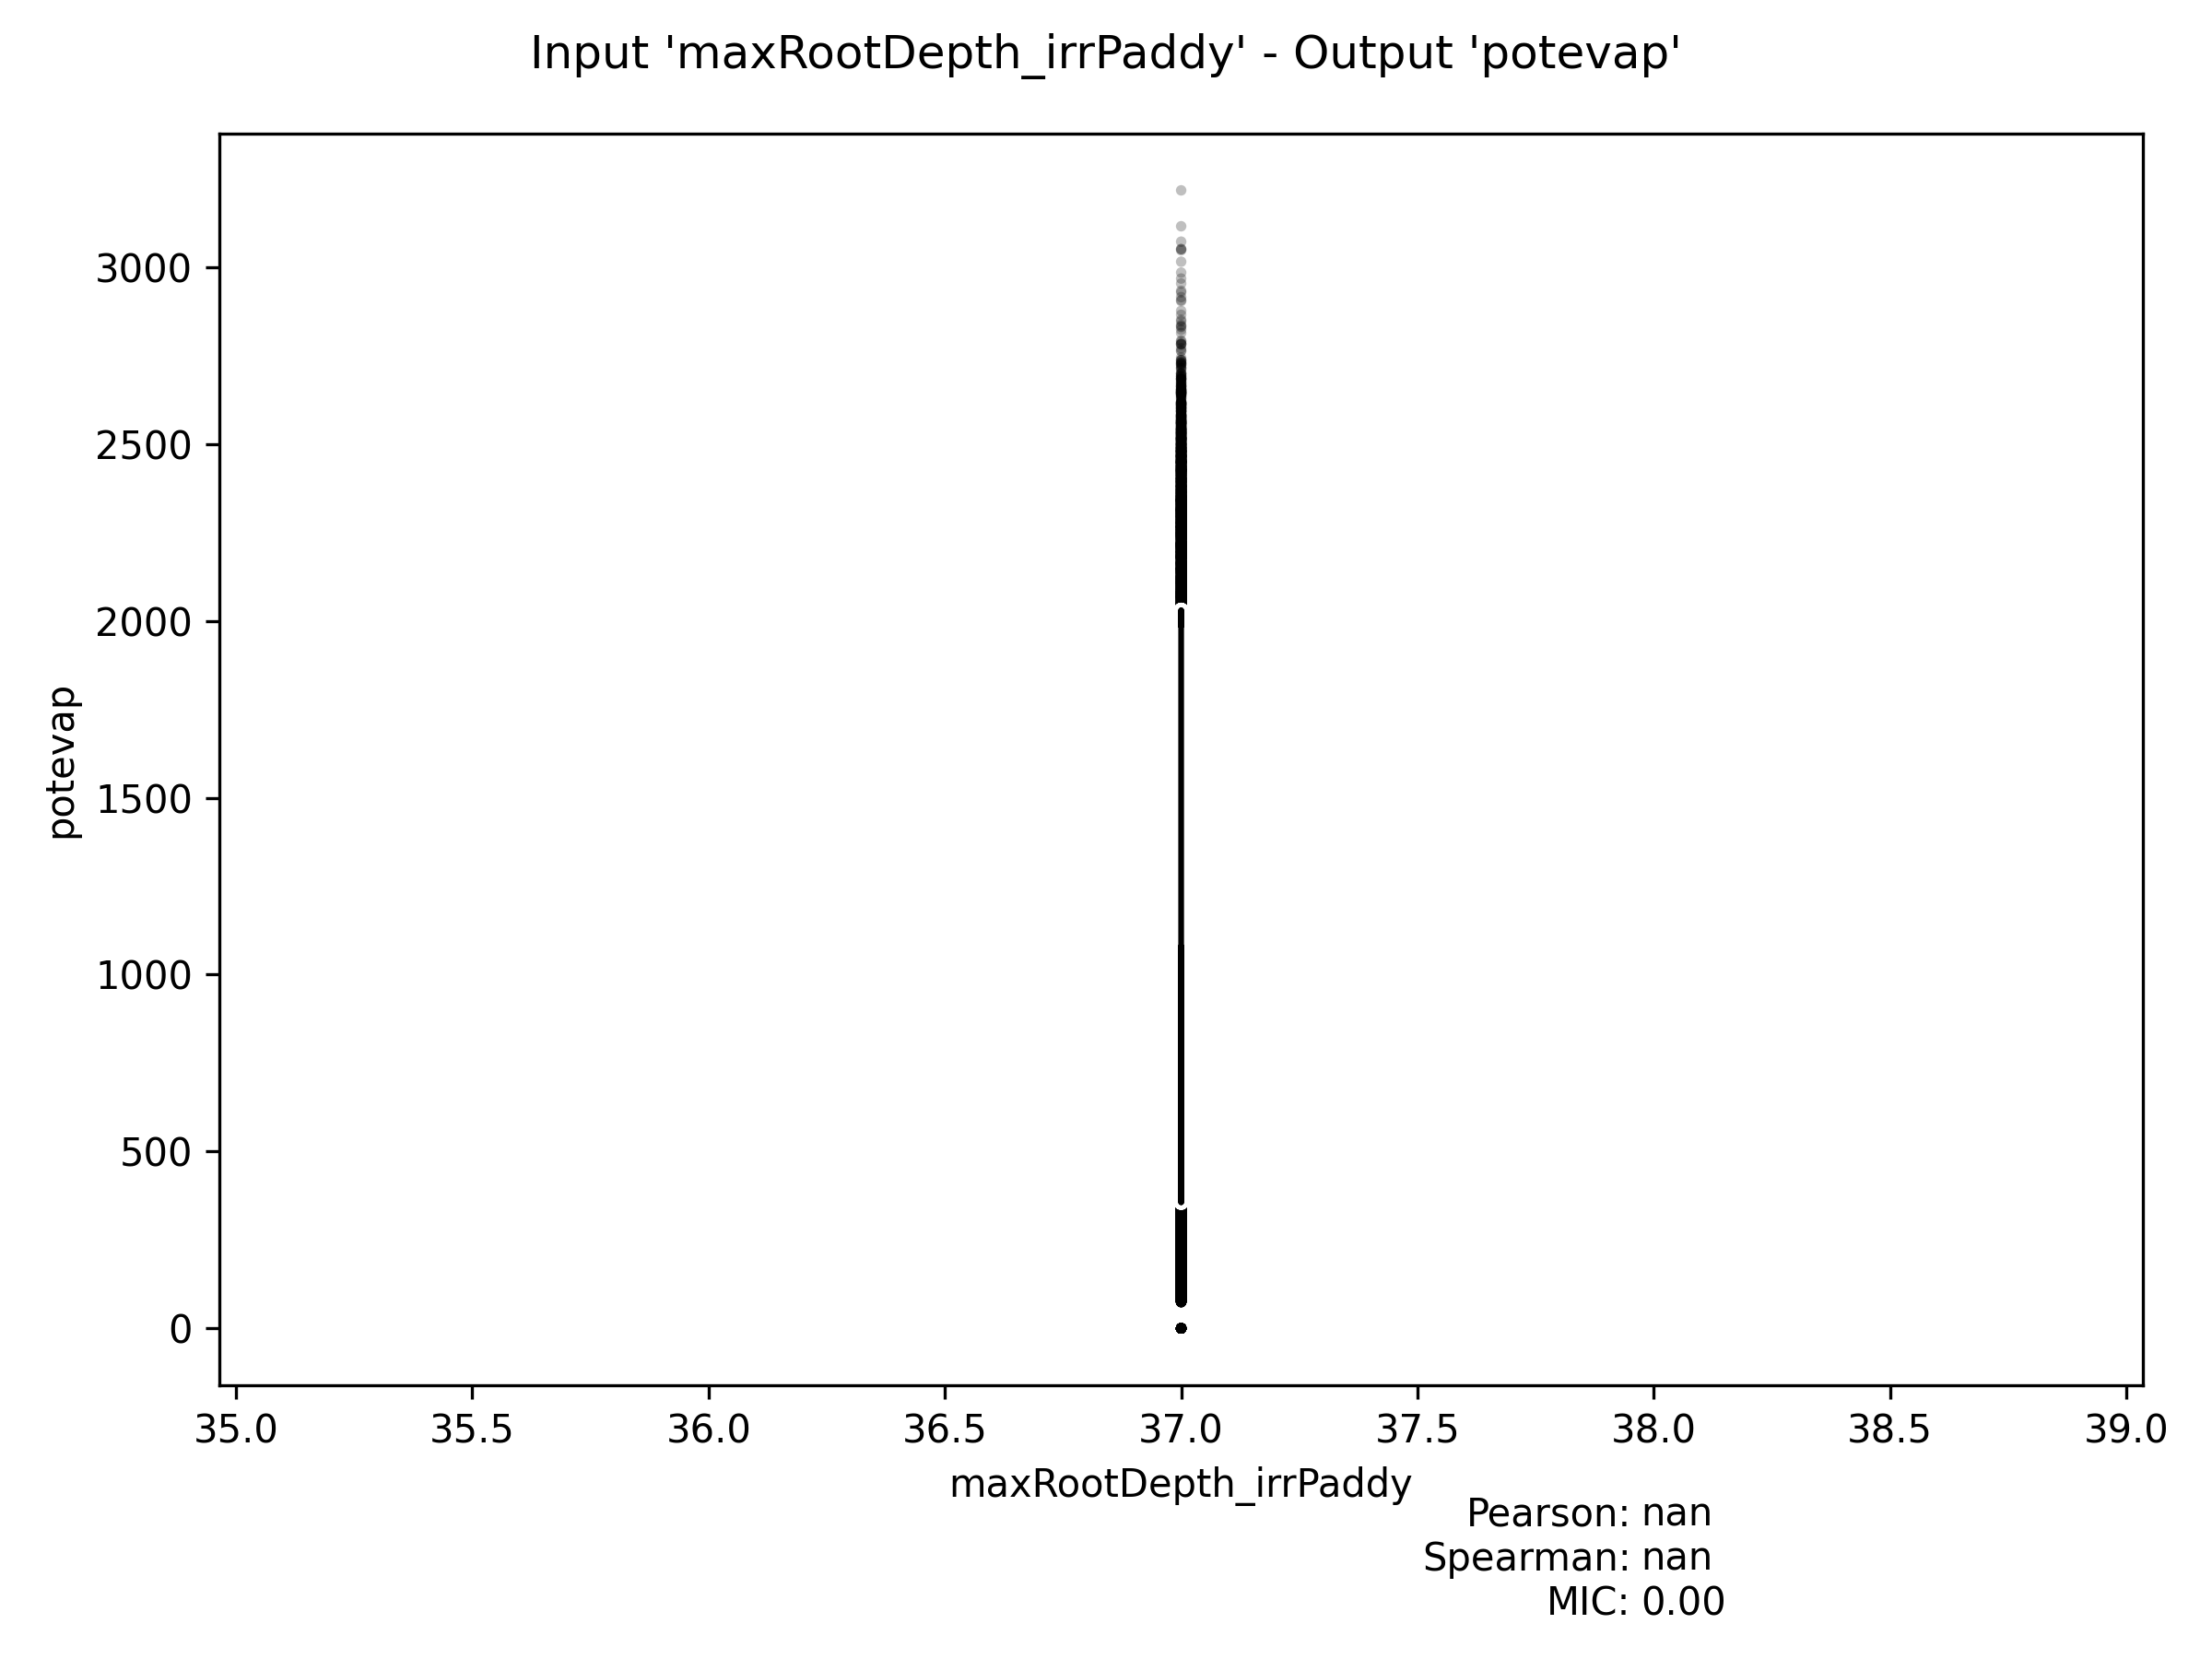 Input 'maxRootDepth_irrPaddy' - Output 'potevap'
3000
2500
2000
1500
1000
500
0
potevap
35.0 35.5 36.0 36.5 37.0 37.5 38.0 38.5 39.0
maxRootDepth_irrPaddy
Pearson: nan
Spearman: nan
MIC: 0.00